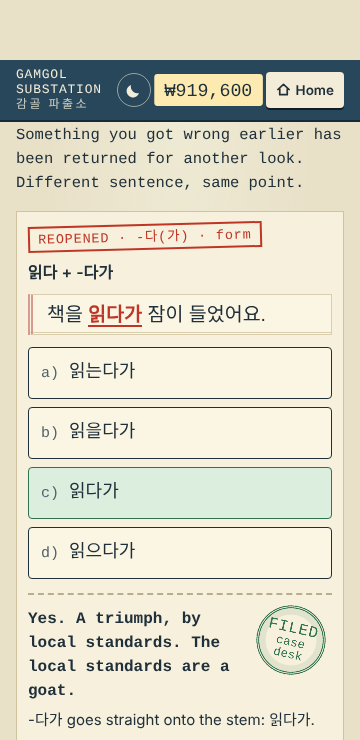 GAMGOL
SUBSTATION
감골 파출소
₩919,600
Home
Something you got wrong earlier has
been returned for another look.
Different sentence, same point.
REOPENED · -다(가) · form
읽다 + -다가
책을 읽다가 잠이 들었어요.
a) 읽는다가
b) 읽을다가
c) 읽다가
d) 읽으다가
Yes. A triumph, by
local standards. The
local standards are a
goat.
FILED
case
desk
-다가 goes straight onto the stem: 읽다가.